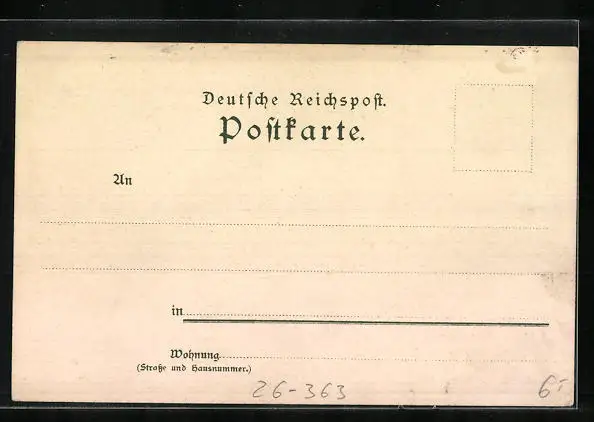 Deutsche Reichspost.
Postkarte.
An
in
Wohnung
(Straße und Hausnummer.)
26-363
6,-